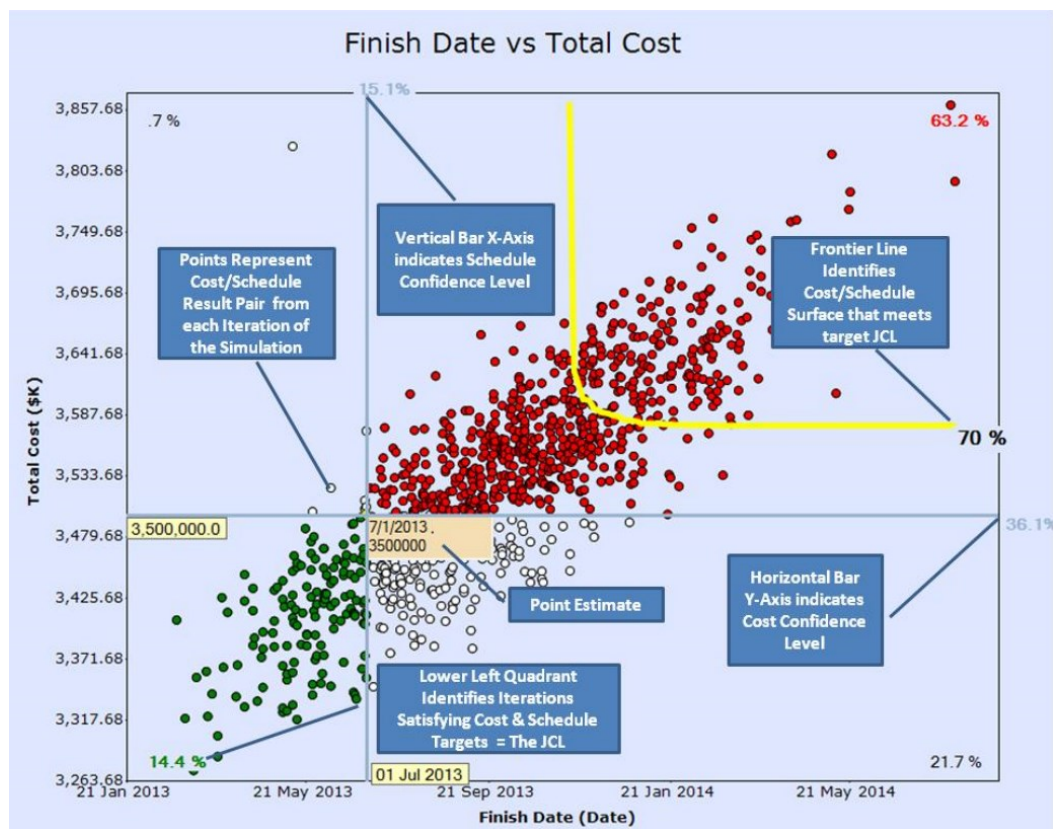 Finish Date vs Total Cost
15.1%
3,857.68
.7 %
63.2 %
3,803.68
3,749.68
Vertical Bar X-Axis
indicates Schedule
Confidence Level
Points Represent
Cost/Schedule
Result Pair from
each Iteration of
the Simulation
Frontier Line
Identifies
Cost/Schedule
Surface that meets
target JCL
3,695.68
3,641.68
3,587.68
70 %
Total Cost ($K)
3,533.68
3,500,000.0
7/1/2013 .
3500000
36.1%
3,479.68
Point Estimate
Horizontal Bar
Y-Axis indicates
Cost Confidence
Level
3,425.68
3,371.68
Lower Left Quadrant
Identifies Iterations
Satisfying Cost & Schedule
Targets = The JCL
3,317.68
14.4 %
21.7 %
01 Jul 2013
3,263.68
21 Jan 2013
21 May 2013
21 Sep 2013
21 Jan 2014
21 May 2014
Finish Date (Date)